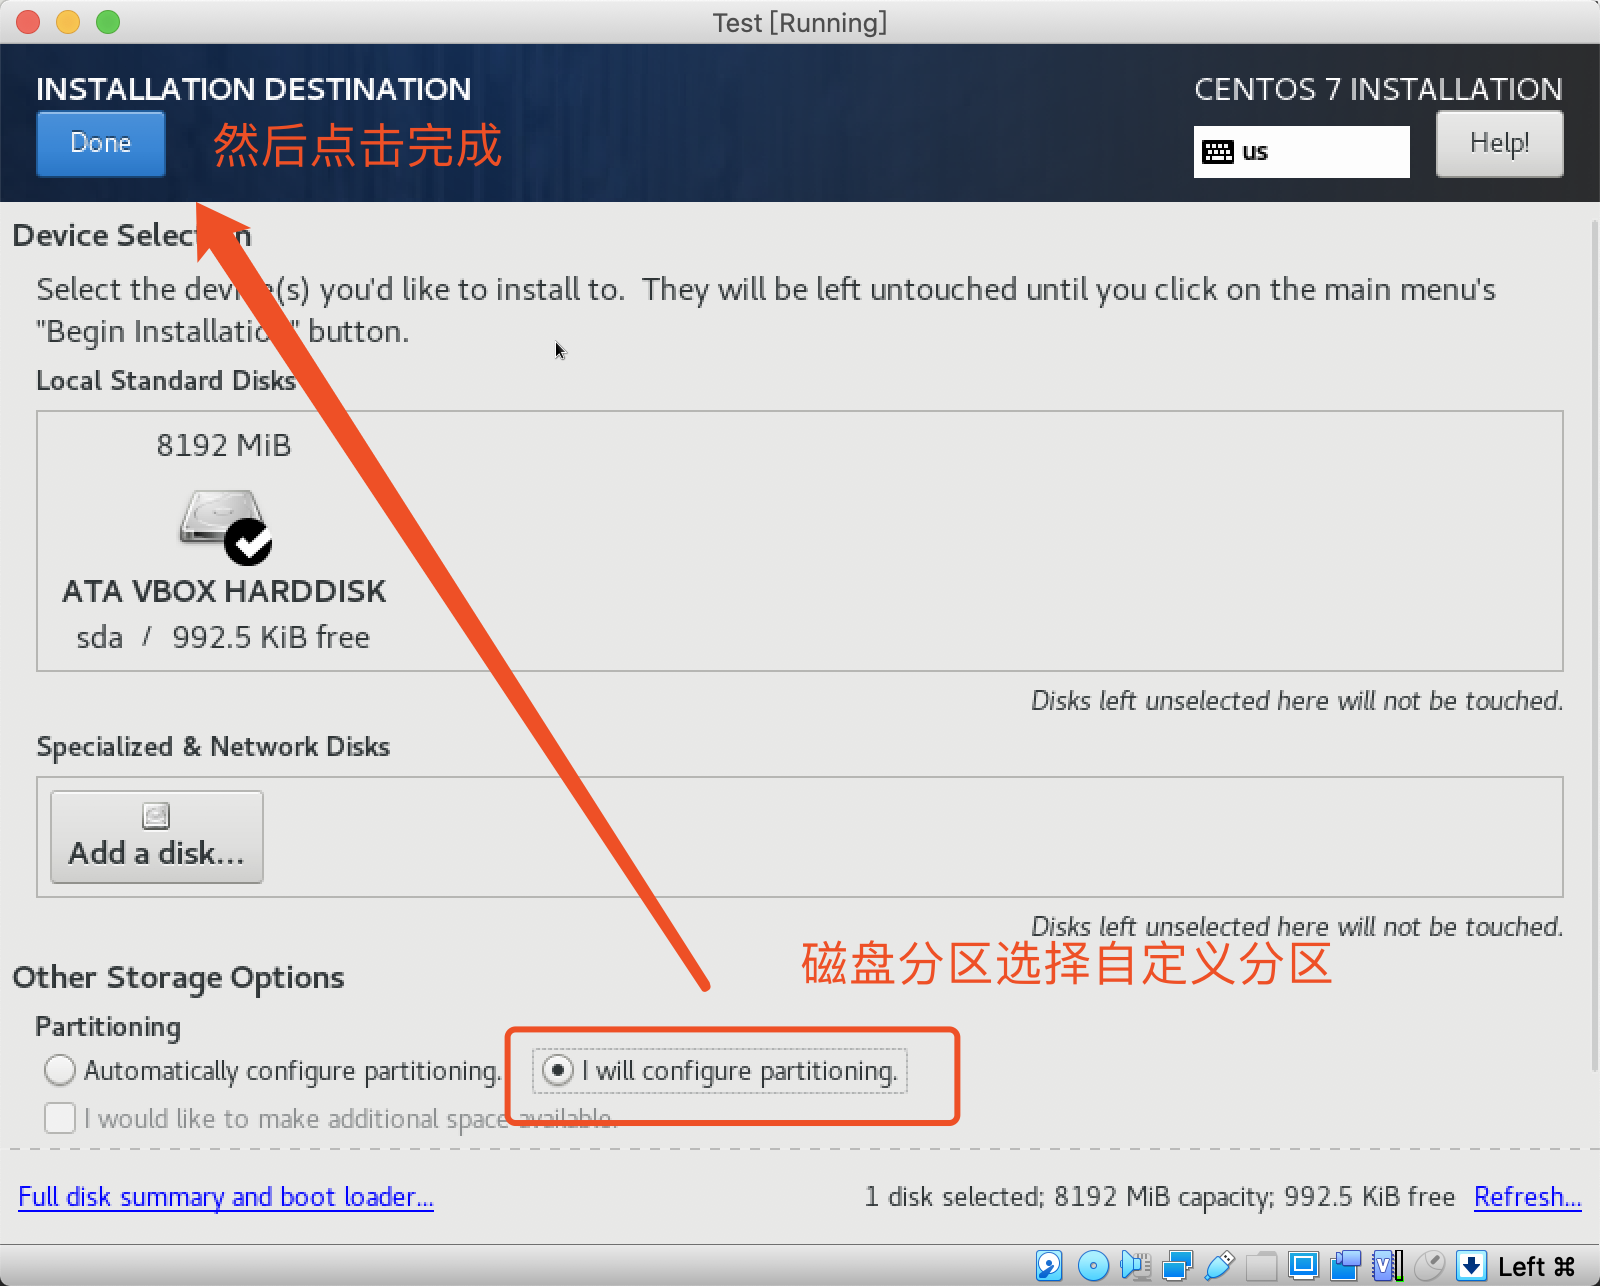 Test [Running]
INSTALLATION DESTINATION
CENTOS 7 INSTALLATION
Done
然后点击完成
us
Help!
Device Selection
Select the device(s) you'd like to install to.  They will be left untouched until you click on the main menu's
"Begin Installation" button.
Local Standard Disks
8192 MiB
ATA VBOX HARDDISK
sda / 992.5 KiB free
Disks left unselected here will not be touched.
Specialized & Network Disks
Add a disk...
Disks left unselected here will not be touched.
磁盘分区选择自定义分区
Other Storage Options
Partitioning
Automatically configure partitioning.
I will configure partitioning.
I would like to make additional space available.
Full disk summary and boot loader...
1 disk selected; 8192 MiB capacity; 992.5 KiB free
Refresh...
Left ⌘